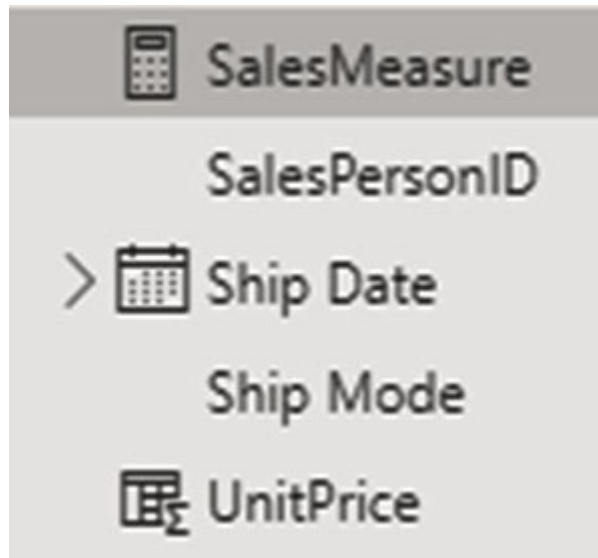 SalesMeasure
SalesPersonID
Ship Date
Ship Mode
UnitPrice